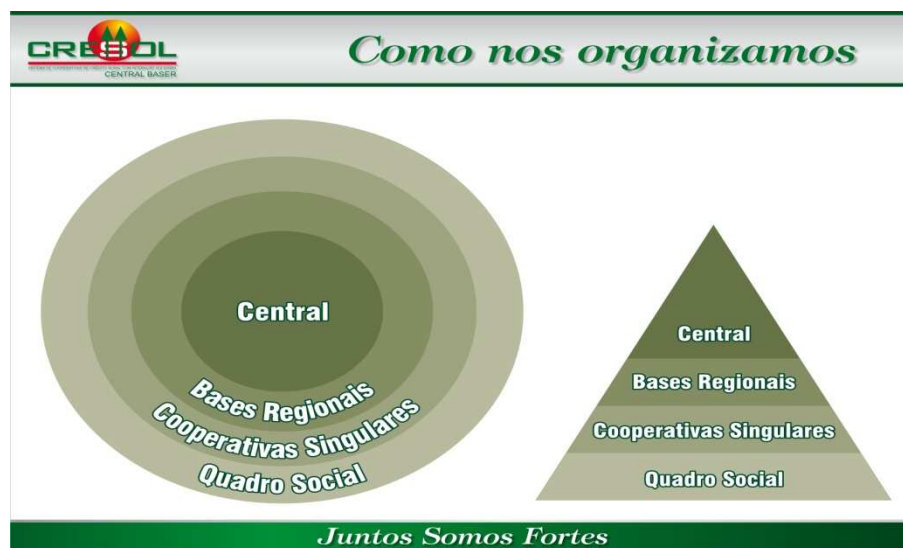 CRESOL
CENTRAL BASER
Como nos organizamos
Central
Bases Regionais
Cooperativas Singulares
Quadro Social
Central
Bases Regionais
Cooperativas Singulares
Quadro Social
Juntos Somos Fortes